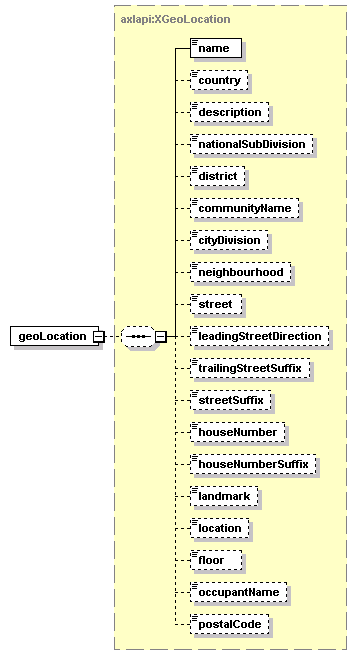 axlapi:XGeoLocation
name
country
description
nationalSubDivision
district
communityName
cityDivision
neighbourhood
street
geoLocation
leadingStreetDirection
trailingStreetSuffix
streetSuffix
houseNumber
houseNumberSuffix
landmark
location
floor
occupantName
postalCode